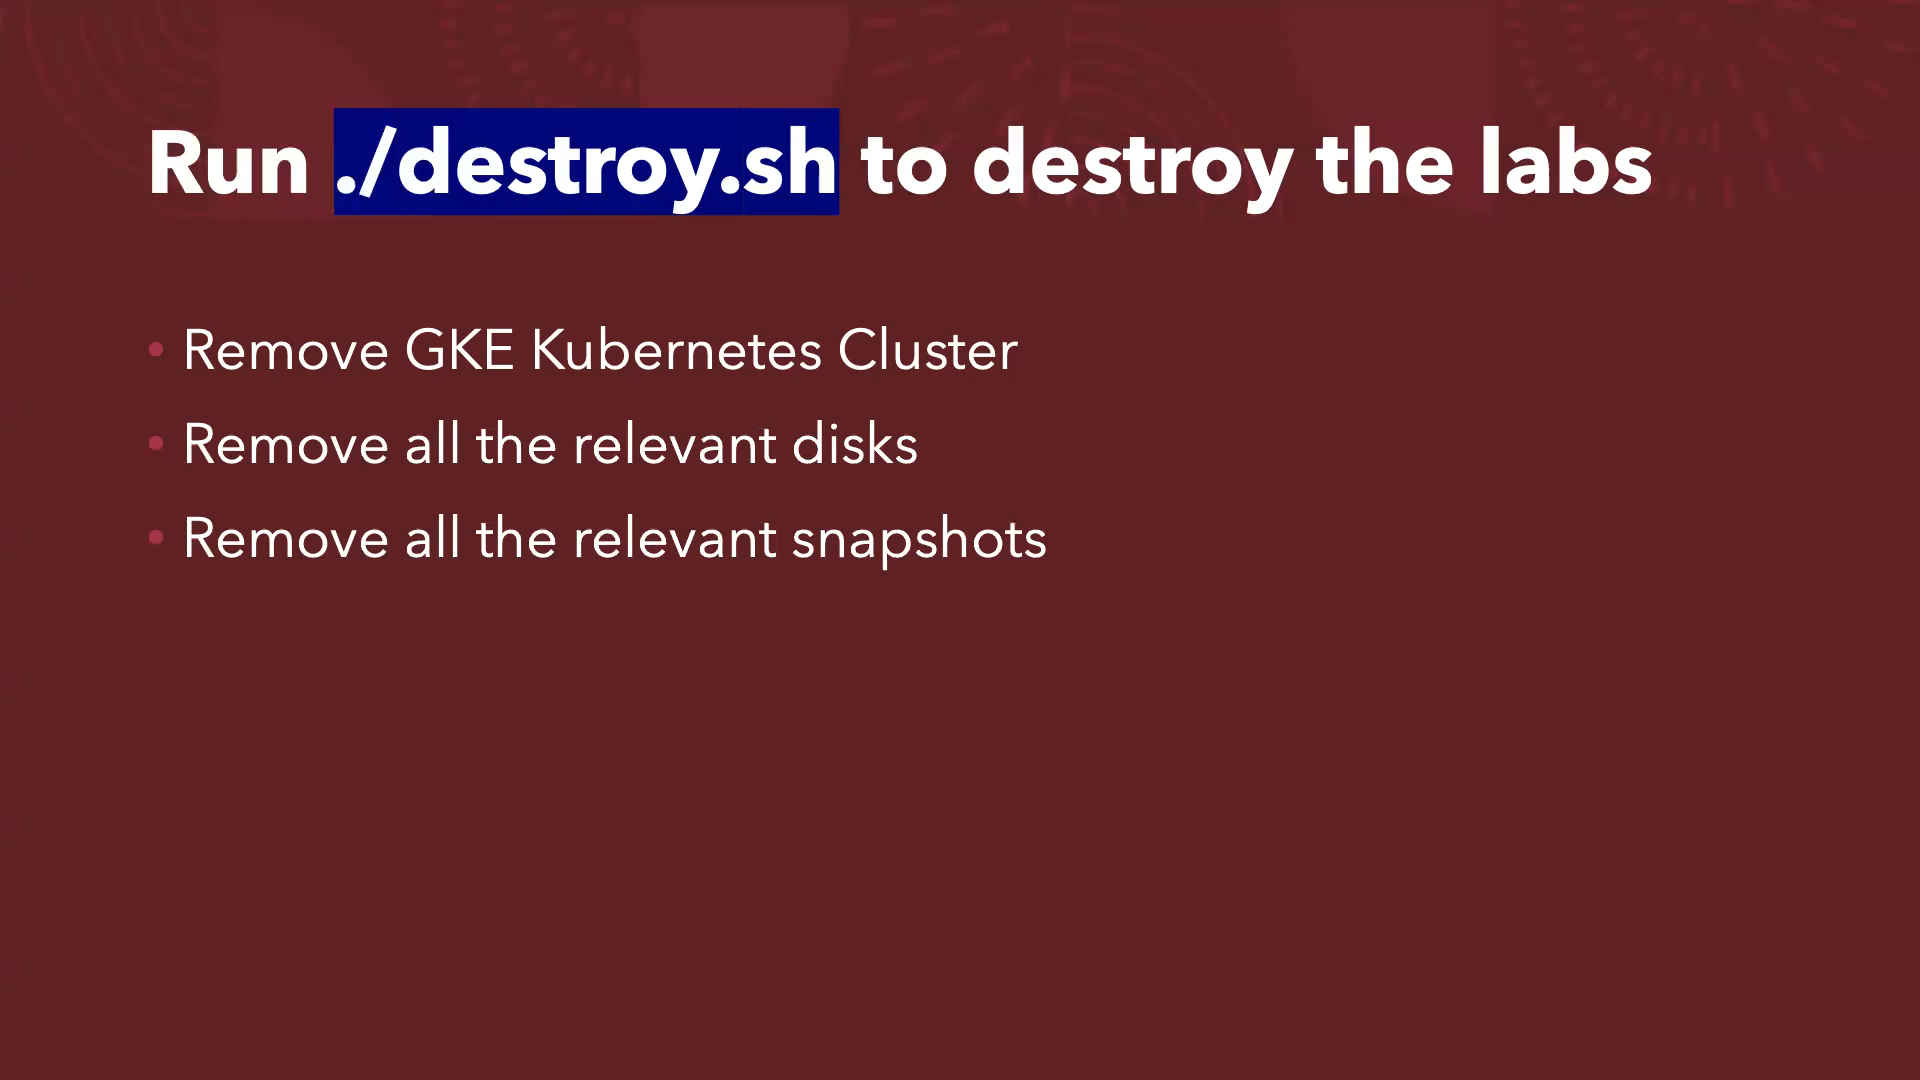 Run ./destroy.sh to destroy the labs
• Remove GKE Kubernetes Cluster
• Remove all the relevant disks
• Remove all the relevant snapshots